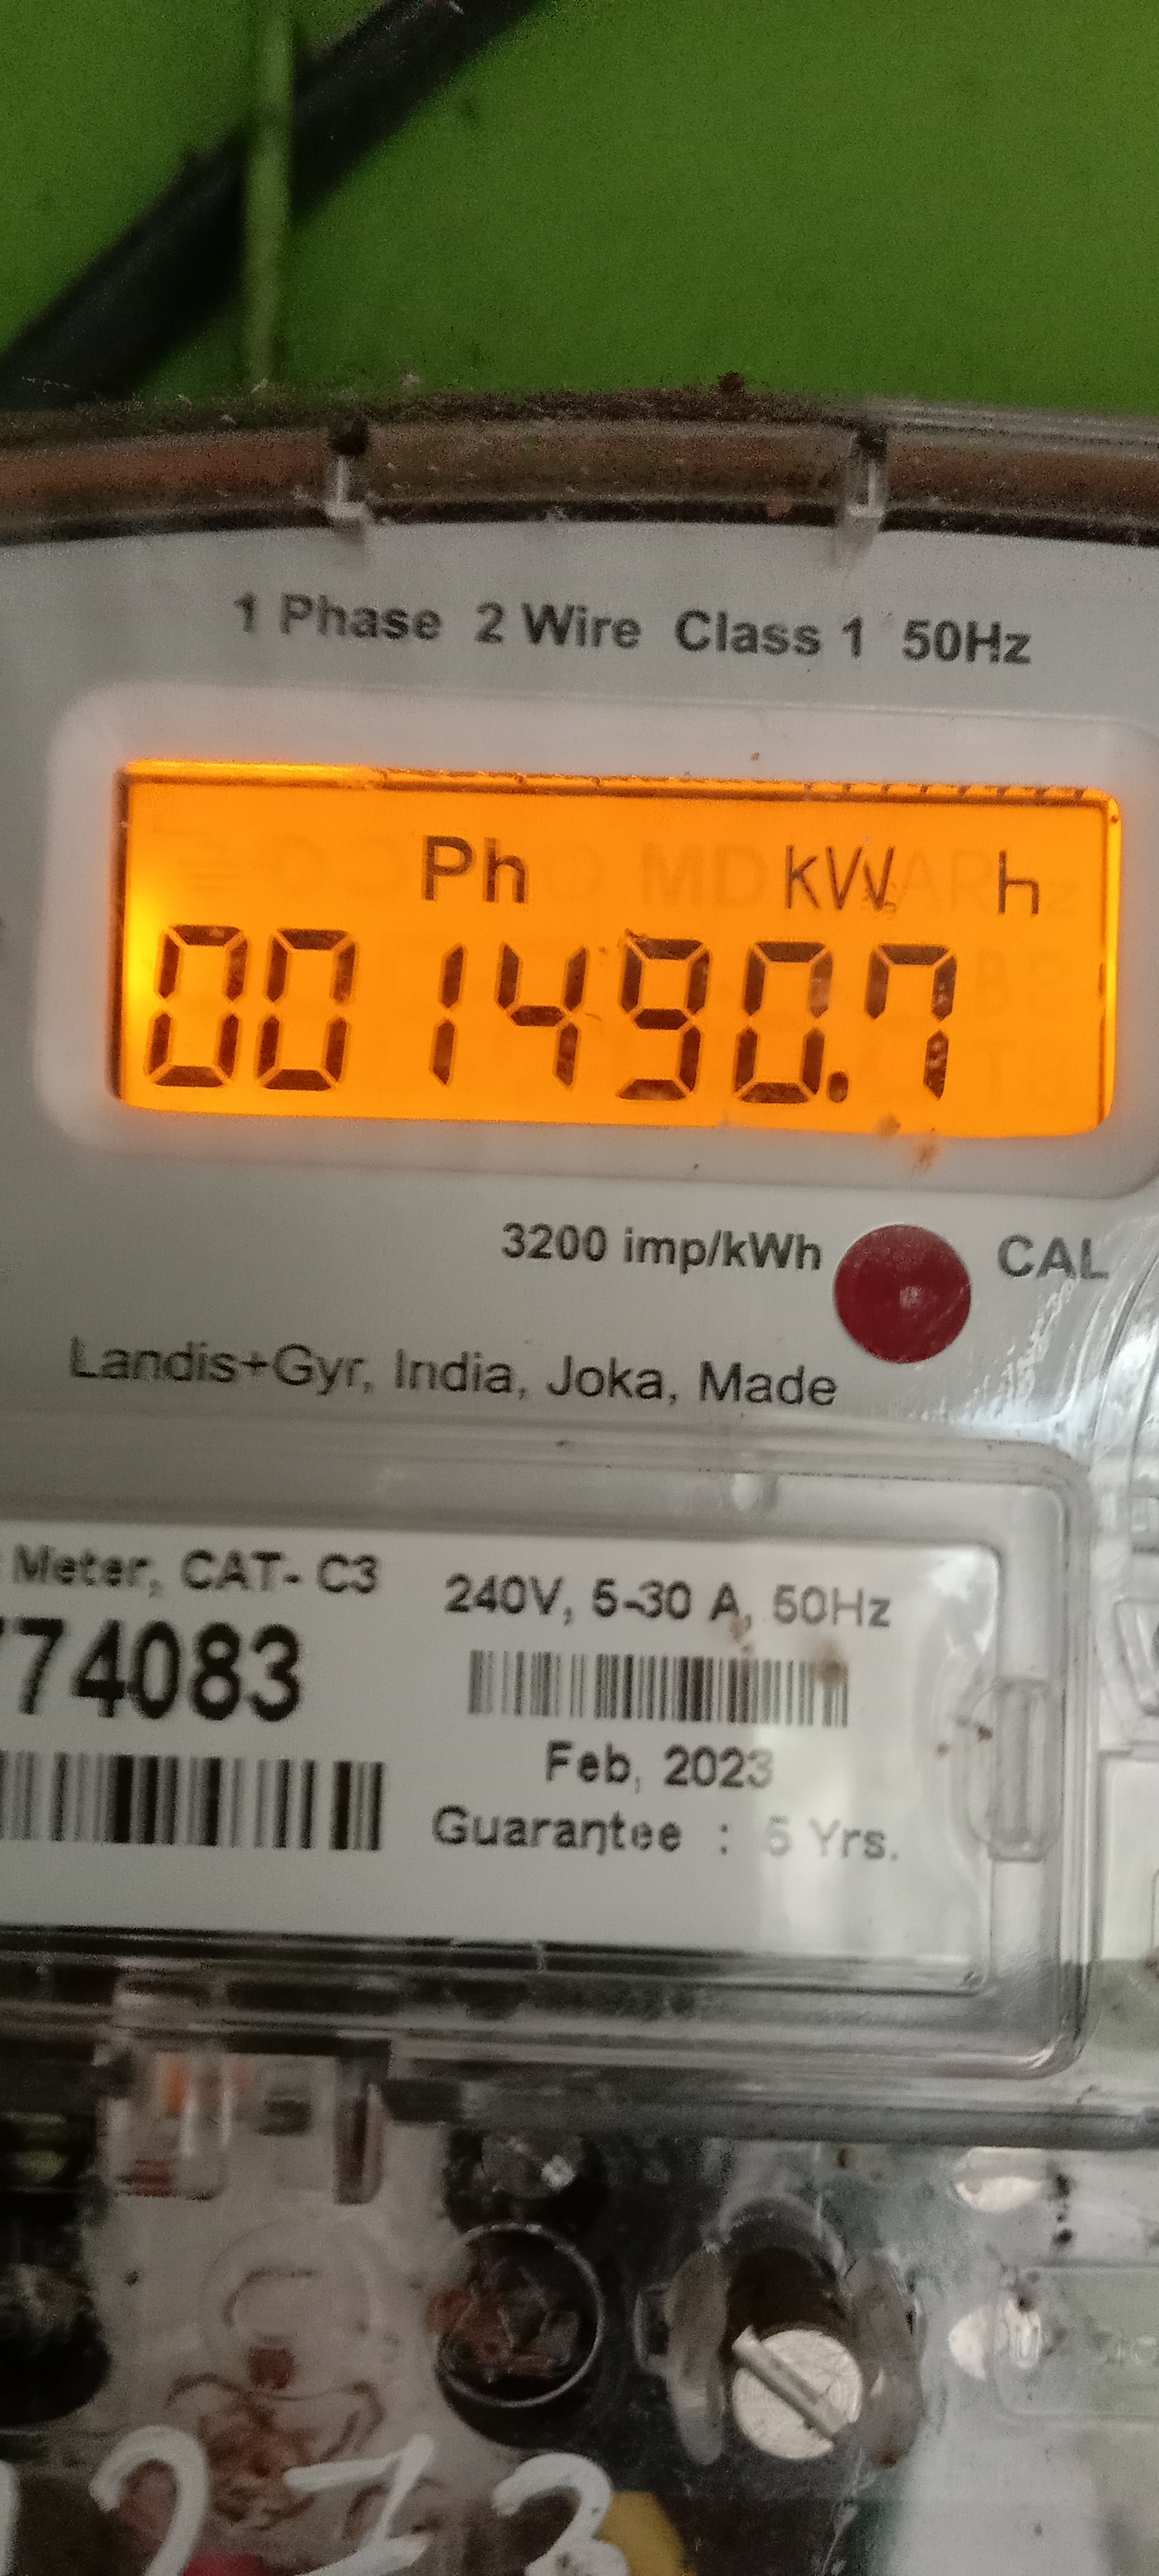 1 Phase 2 Wire Class 1 50Hz
Ph kW h
001490.7
3200 imp/kWh CAL
Landis+Gyr, India, Joka, Made
Meter, CAT- C3
240V, 5-30 A, 50Hz
74083
Feb, 2023
Guarantee : 5 Yrs.